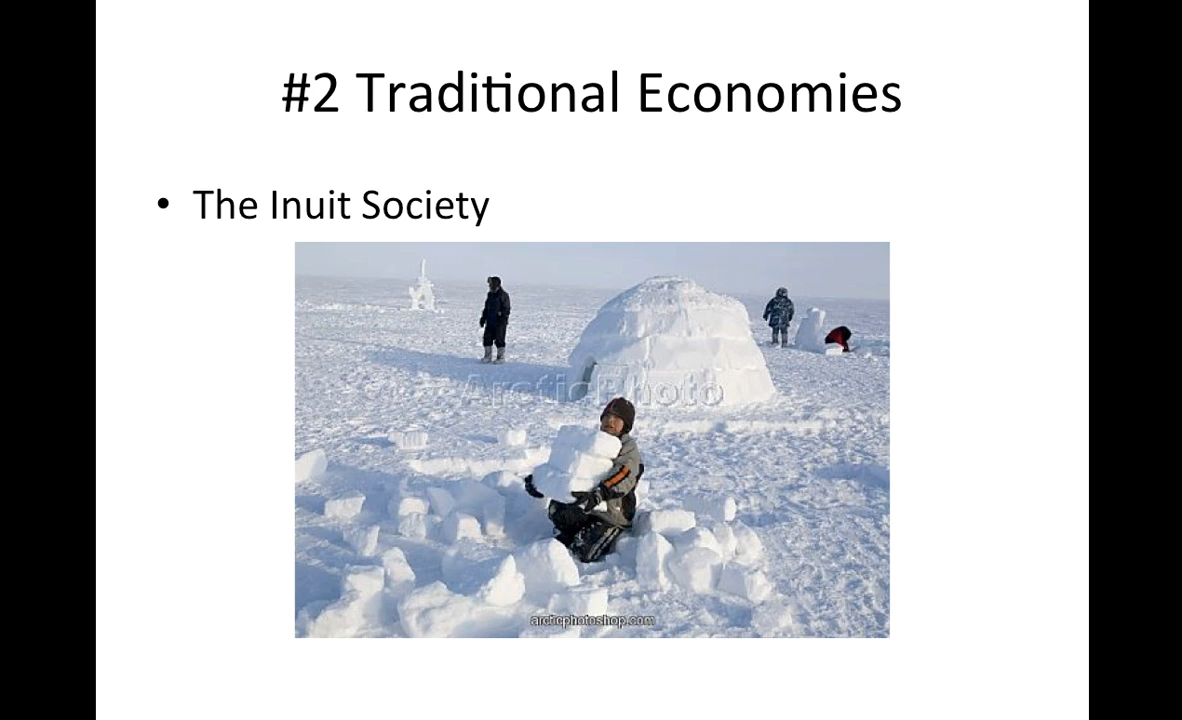 #2 Traditional Economies
• The Inuit Society
ArcticPhoto
arcticphotoshop.com